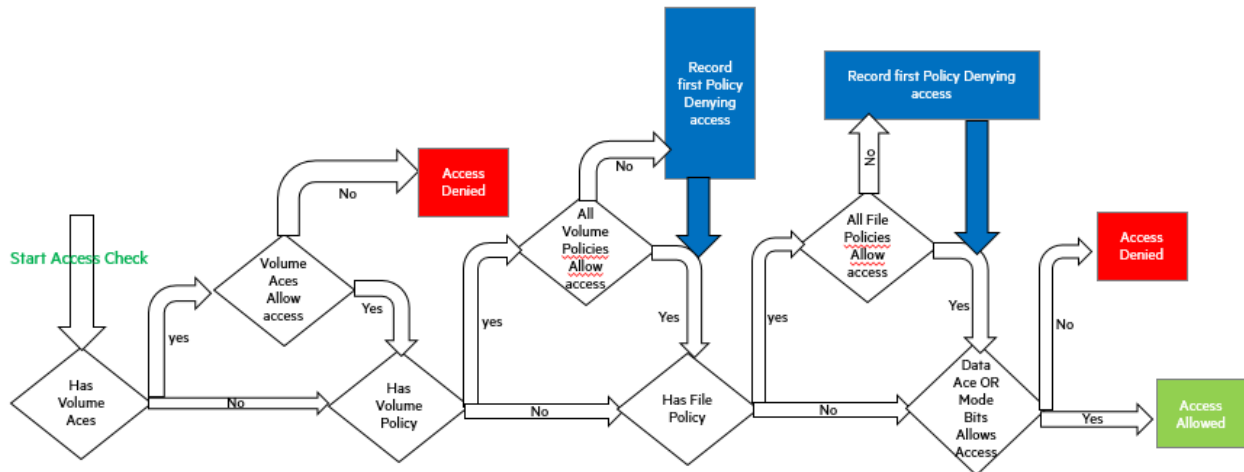 Start Access Check
Has
Volume
Aces
yes
No
Volume
Aces
Allow
access
No
Access
Denied
Yes
Has
Volume
Policy
yes
No
All
Volume
Policies
Allow
access
No
Record
first Policy
Denying
access
Yes
Has File
Policy
yes
No
All File
Policies
Allow
access
No
Record first Policy Denying
access
Yes
Data
Ace OR
Mode
Bits
Allows
Access
No
Access
Denied
Yes
Access
Allowed